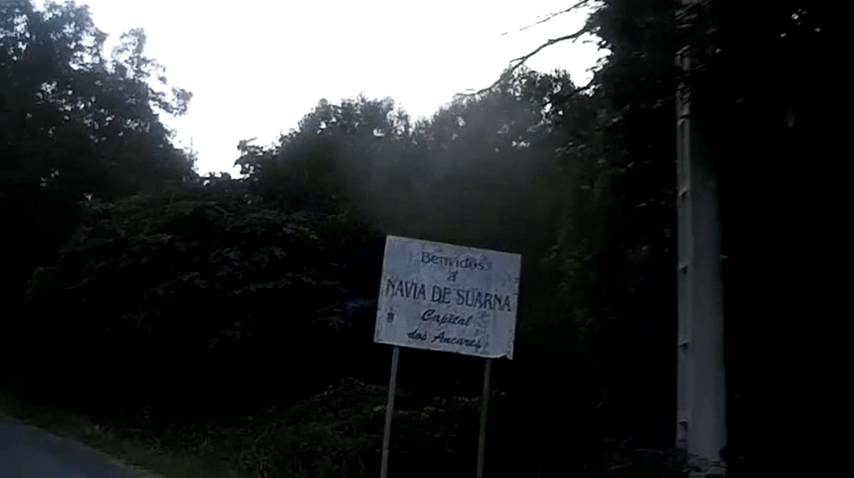 Benvidos
a
NAVIA DE SUARNA
Capital
dos Ancares